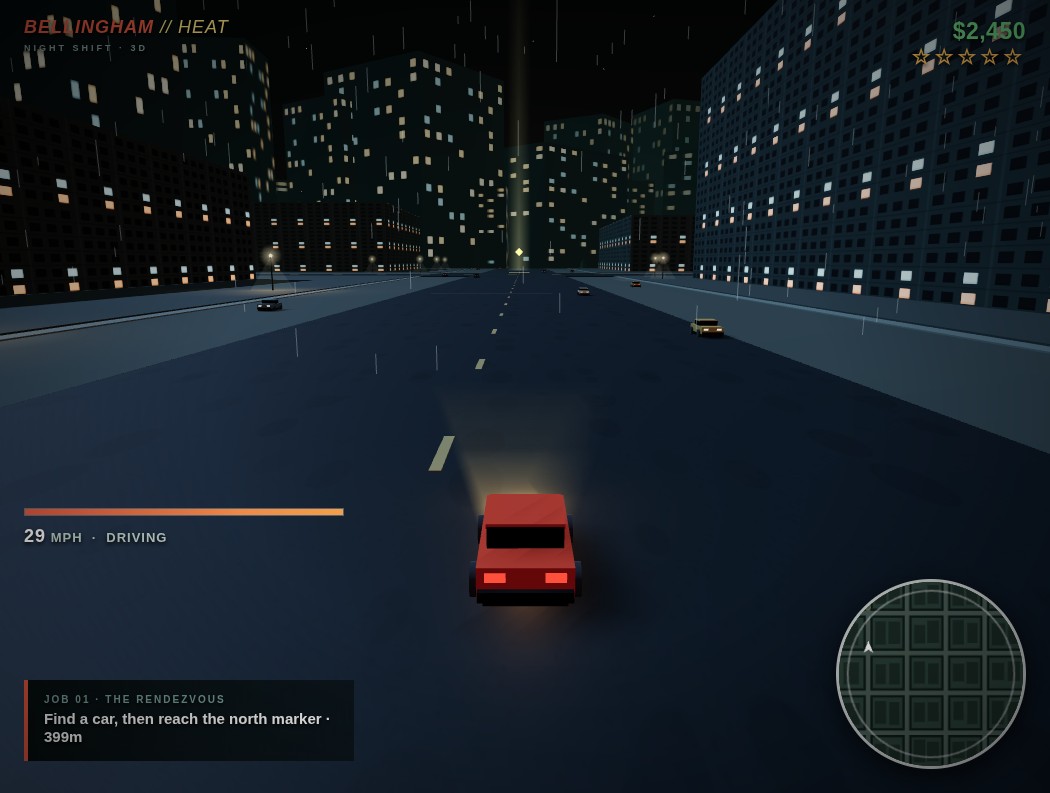 BELLINGHAM // HEAT
NIGHT SHIFT · 3D
$2,450
29 MPH · DRIVING
JOB 01 · THE RENDEZVOUS
Find a car, then reach the north marker ·
399m